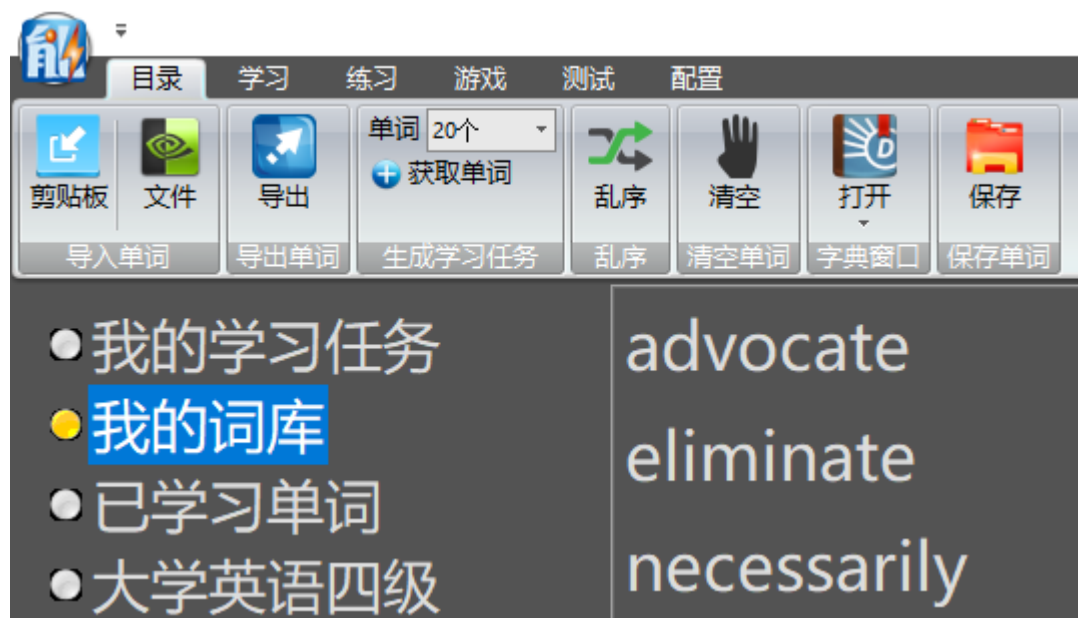 能
目录 学习 练习 游戏 测试 配置
单词 20个
获取单词
剪贴板 文件 导出 乱序 清空 打开 保存
导入单词 导出单词 生成学习任务 乱序 清空单词 字典窗口 保存单词
我的学习任务
我的词库
已学习单词
大学英语四级
advocate
eliminate
necessarily